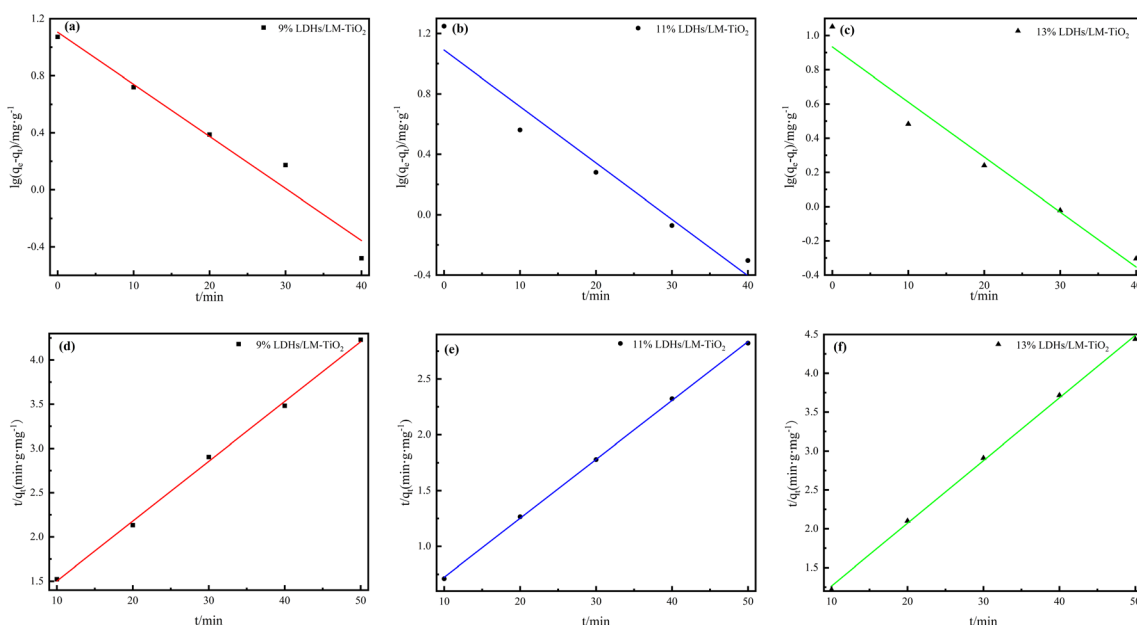 (a)
9% LDHs/LM-TiO₂
lg(qₑ-qₜ)/mg·g⁻¹
1.2
0.8
0.4
0.0
-0.4
0 10 20 30 40
t/min
(b)
11% LDHs/LM-TiO₂
lg(qₑ-qₜ)/mg·g⁻¹
1.2
0.8
0.4
0.0
-0.4
0 10 20 30 40
t/min
(c)
13% LDHs/LM-TiO₂
lg(qₑ-qₜ)/mg·g⁻¹
1.0
0.8
0.6
0.4
0.2
0.0
-0.2
-0.4
0 10 20 30 40
t/min
(d)
9% LDHs/LM-TiO₂
t/qₜ(min·g·mg⁻¹)
4.0
3.5
3.0
2.5
2.0
1.5
10 20 30 40 50
t/min
(e)
11% LDHs/LM-TiO₂
t/qₜ(min·g·mg⁻¹)
2.5
2.0
1.5
1.0
10 20 30 40 50
t/min
(f)
13% LDHs/LM-TiO₂
t/qₜ(min·g·mg⁻¹)
4.5
4.0
3.5
3.0
2.5
2.0
1.5
10 20 30 40 50
t/min